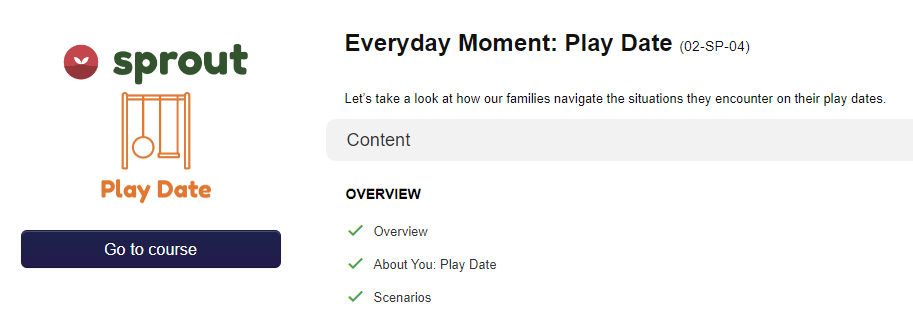 sprout
Play Date
Go to course
Everyday Moment: Play Date (02-SP-04)
Let's take a look at how our families navigate the situations they encounter on their play dates.
Content
OVERVIEW
Overview
About You: Play Date
Scenarios